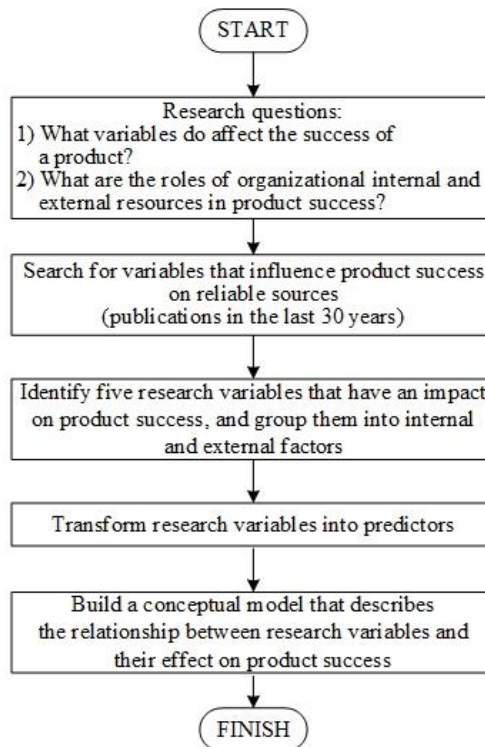 START
Research questions:
1) What variables do affect the success of
a product?
2) What are the roles of organizational internal and
external resources in product success?
Search for variables that influence product success
on reliable sources
(publications in the last 30 years)
Identify five research variables that have an impact
on product success, and group them into internal
and external factors
Transform research variables into predictors
Build a conceptual model that describes
the relationship between research variables and
their effect on product success
FINISH